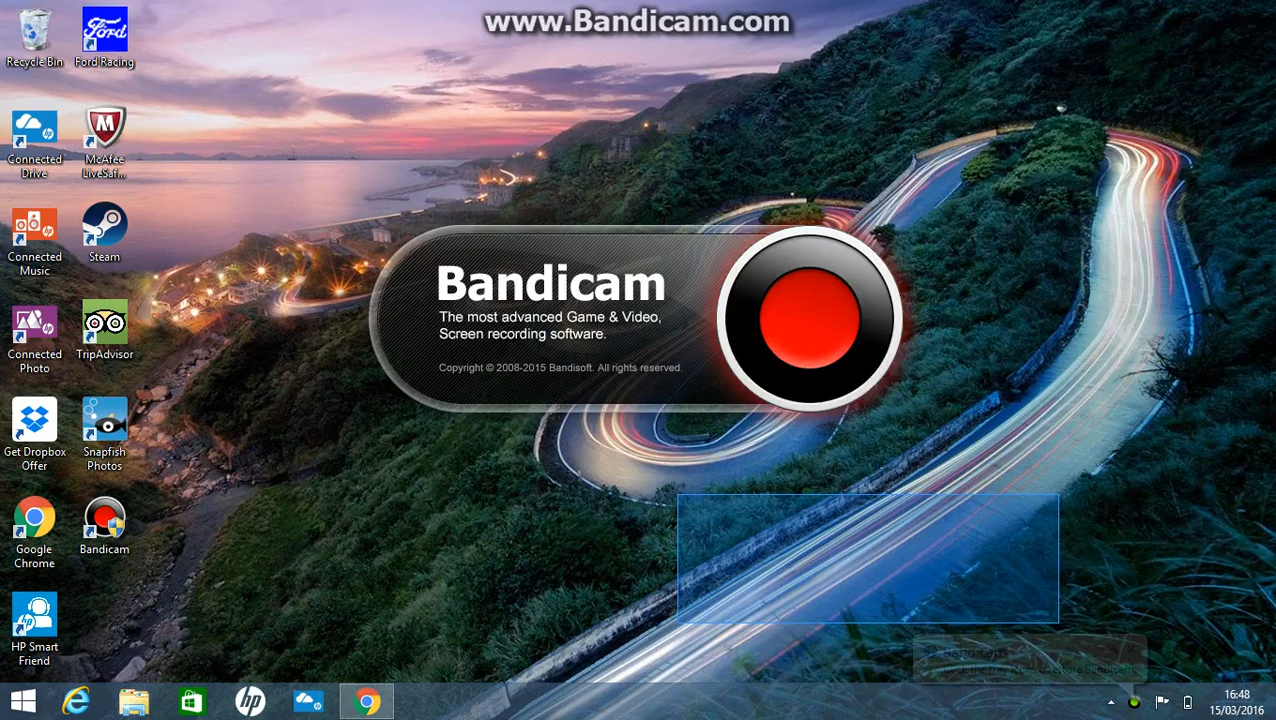 www.Bandicam.com
Recycle Bin
Ford
Ford Racing
Connected
Drive
McAfee
LiveSaf...
Connected
Music
Steam
Connected
Photo
TripAdvisor
Get Dropbox
Offer
Snapfish
Photos
Google
Chrome
Bandicam
HP Smart
Friend
Bandicam
The most advanced Game & Video,
Screen recording software.
Copyright © 2008-2015 Bandisoft. All rights reserved.
hp
16:48
15/03/2016